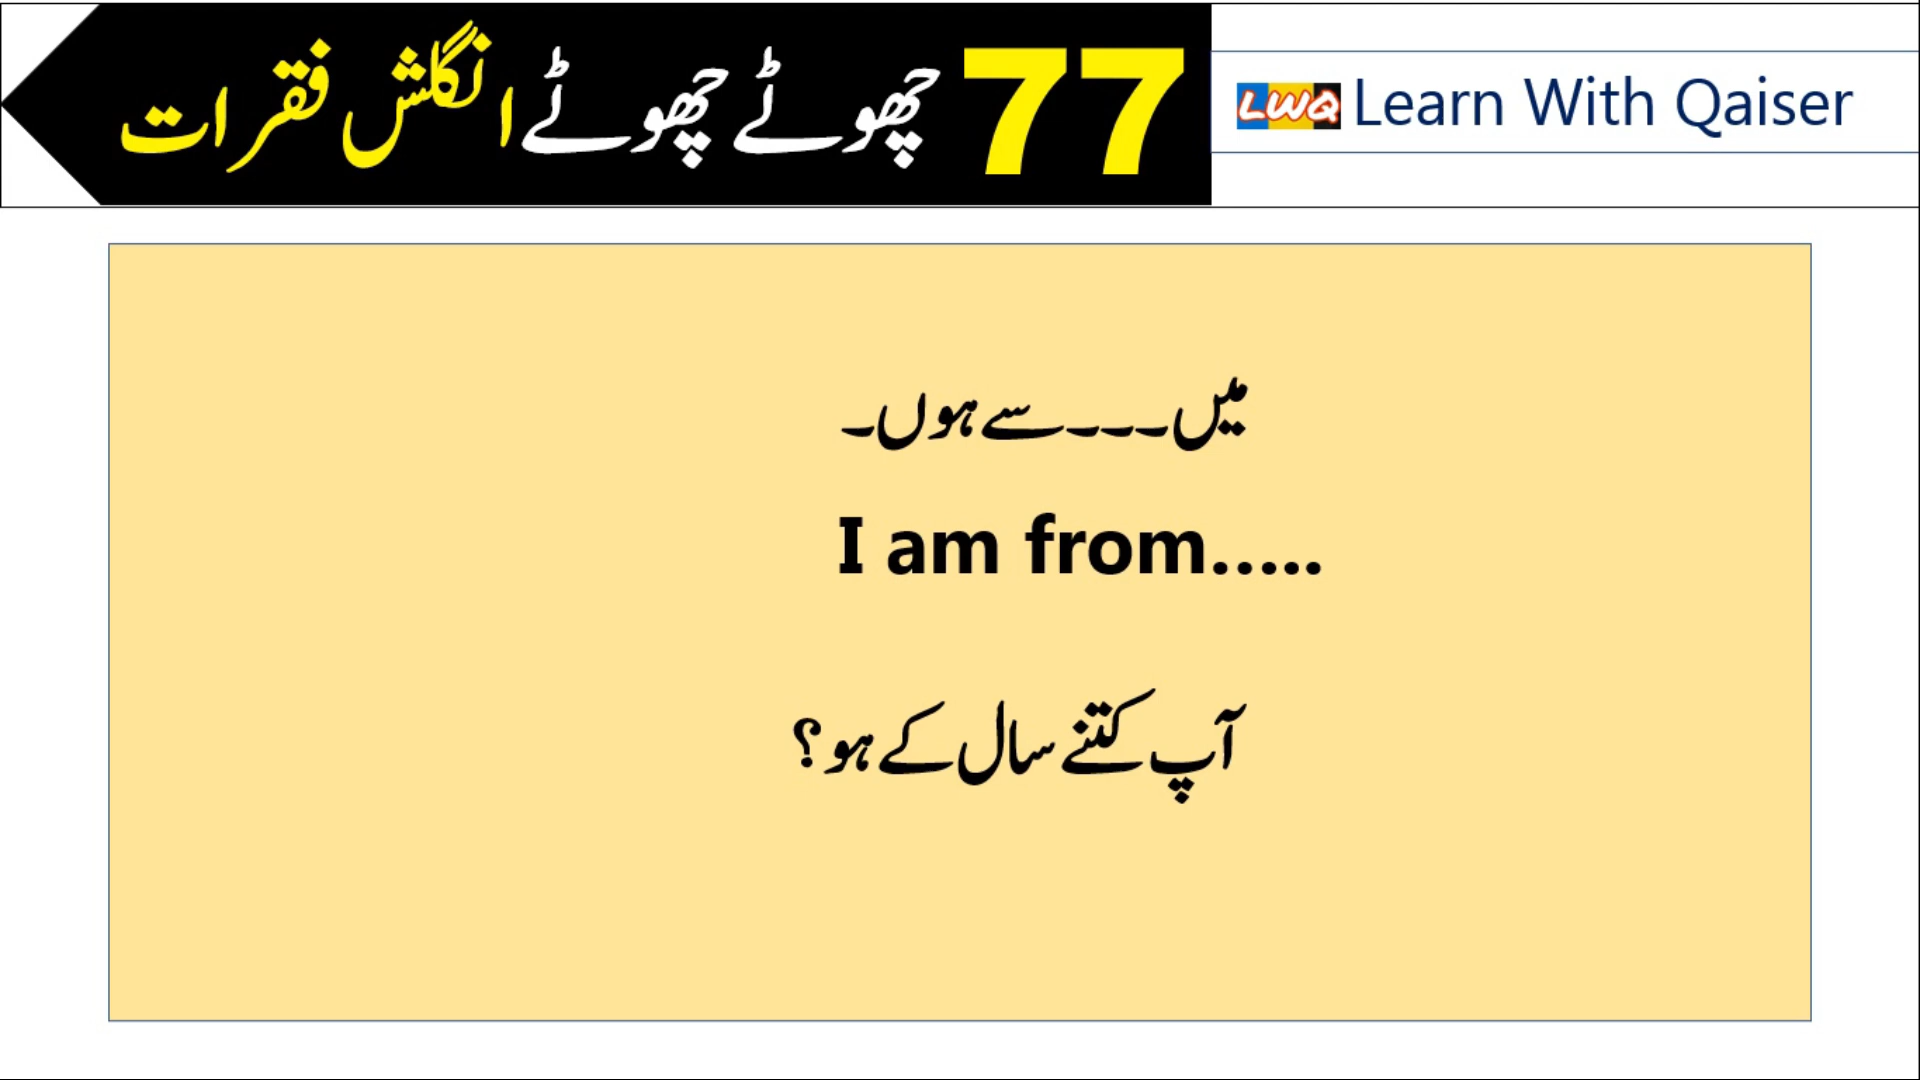 77 چھوٹے چھوٹے انگلش فقرات
LWQ Learn With Qaiser
میں۔۔۔سے ہوں۔
I am from.....
آپ کتنے سال کے ہو؟